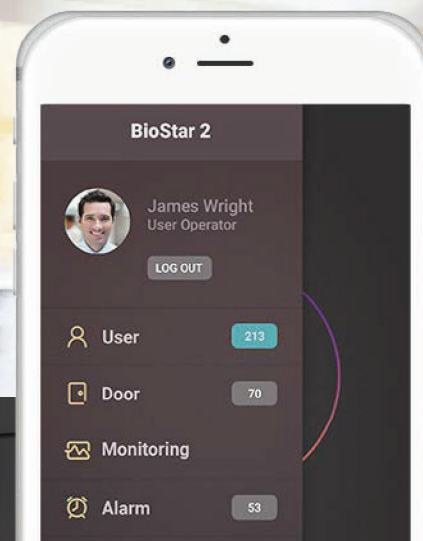 BioStar 2
James Wright
User Operator
LOG OUT
User 213
Door 70
Monitoring
Alarm 53